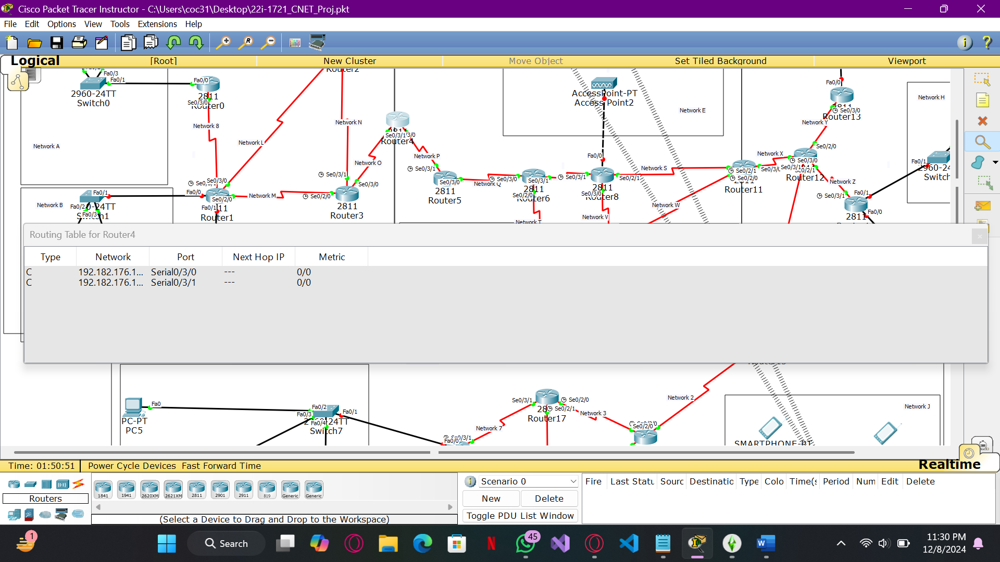 Cisco Packet Tracer Instructor - C:\Users\coc31\Desktop\22i-1721_CNET_Proj.pkt
File Edit Options View Tools Extensions Help
Logical [Root] New Cluster Move Object Set Tiled Background Viewport
Fa0/3
Fa0/1
2960-24TT
Switch0
Fa0/0
2811
Se0/3/0
Router0
Network 8
Network A
Network L
Router2
Network N
Se0/3/1
Router4
Network O
Network P
Se0/3/1
AccessPoint-PT
Access Point2
Network E
Fa0/0
Fa0/0
Se0/3/0
Router13
Network Y
Network H
Se0/2/0
Network X
Se0/3/0
Se0/2/1
Router12
Network Z
Se0/3/1
Fa0/1
Fa0/0
2811
Fa0/1
2960-24
Switch
Network B
Fa0/1
Fa0/2
Switch1
Fa0/3
Fa0/0
Se0/3/0
Se0/2/0
Fa0/1
Router1
Network M
Se0/2/0
Se0/3/1
Se0/3/0
2811
Router3
Se0/3/0
2811
Router5
Network Q
Se0/3/0
Se0/3/1
2811
Se0/2/0
Router6
Network T
Se0/3/1
2811
Se0/3/0
Router8
Se0/2/1
Network V
Network S
Network W
Se0/2/1
Se0/2/0
Router11
Routing Table for Router4
Type Network Port Next Hop IP Metric
C 192.182.176.1... Serial0/3/0 --- 0/0
C 192.182.176.1... Serial0/3/1 --- 0/0
Fa0
PC-PT
PC5
Fa0/2
Fa0/3
Fa0/1
Fa0/4
Switch7
Se0/3/1
Se0/2/0
Se0/2/1
Router17
Network 3
Network 7
Fa0/0
Se0/2/0
Network 2
Network J
SMARTPHONE-PT
Time: 01:50:51 Power Cycle Devices Fast Forward Time
Realtime
Routers
1841 1941 2620XM 2621XM 2811 2901 2911 819 Generic Generic
(Select a Device to Drag and Drop to the Workspace)
Scenario 0
New Delete
Toggle PDU List Window
Fire Last Statu Sourc Destinatic Type Colo Time(s Period Num Edit Delete
1
Search
45
11:30 PM
12/8/2024